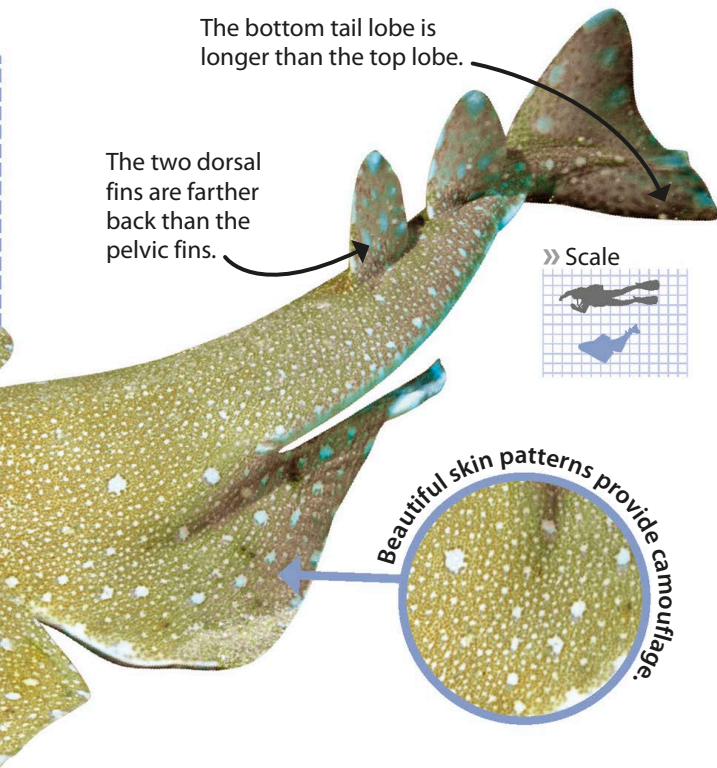 The bottom tail lobe is
longer than the top lobe.
The two dorsal
fins are farther
back than the
pelvic fins.
» Scale
Beautiful skin patterns provide camouflage.